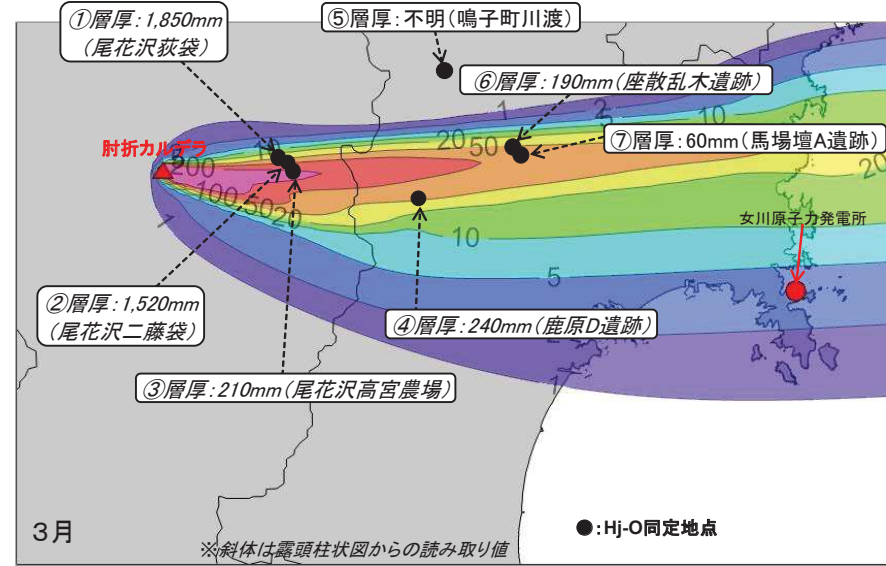 ①層厚:1,850mm
(尾花沢荻袋)
⑤層厚:不明(鳴子町川渡)
⑥層厚:190mm(座散乱木遺跡)
1
2
10
20
50
⑦層厚:60mm(馬場壇A遺跡)
肘折カルデラ
200
100
50
20
20
1
10
女川原子力発電所
5
②層厚:1,520mm
(尾花沢二藤袋)
④層厚:240mm(鹿原D遺跡)
③層厚:210mm(尾花沢高宮農場)
1
3月
※斜体は露頭柱状図からの読み取り値
●:Hj-O同定地点